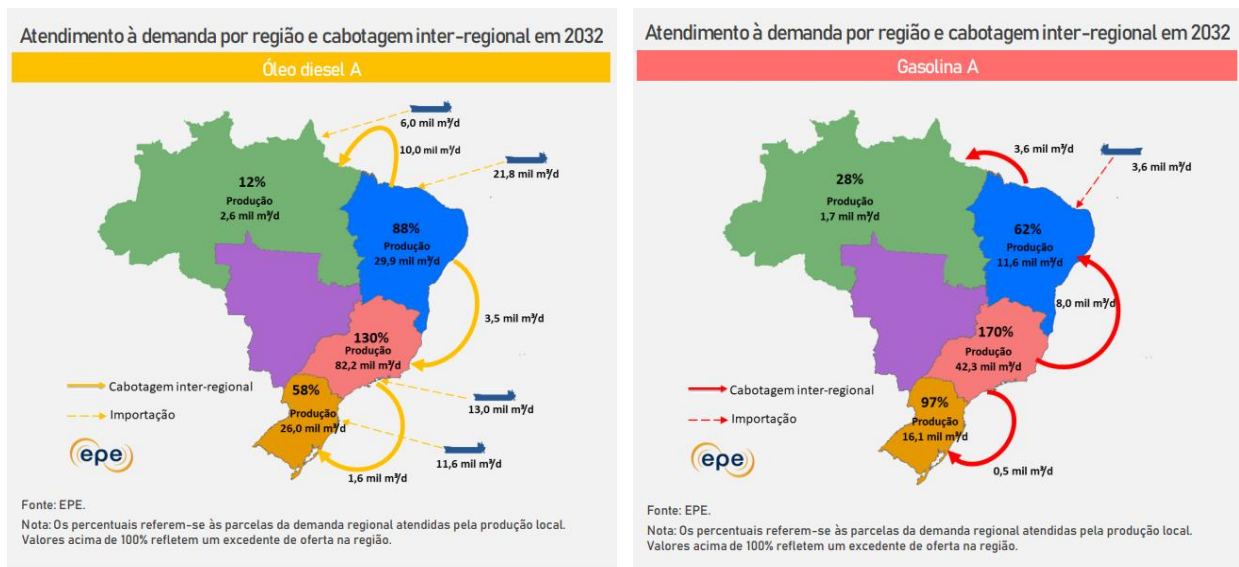 Atendimento à demanda por região e cabotagem inter-regional em 2032
Óleo diesel A
6,0 mil m³/d
10,0 mil m³/d
21,8 mil m³/d
12%
Produção
2,6 mil m³/d
88%
Produção
29,9 mil m³/d
3,5 mil m³/d
130%
Produção
82,2 mil m³/d
58%
Produção
26,0 mil m³/d
13,0 mil m³/d
11,6 mil m³/d
1,6 mil m³/d
Cabotagem inter-regional
Importação
epe
Fonte: EPE.
Nota: Os percentuais referem-se às parcelas da demanda regional atendidas pela produção local.
Valores acima de 100% refletem um excedente de oferta na região.
Atendimento à demanda por região e cabotagem inter-regional em 2032
Gasolina A
3,6 mil m³/d
3,6 mil m³/d
28%
Produção
1,7 mil m³/d
62%
Produção
11,6 mil m³/d
8,0 mil m³/d
170%
Produção
42,3 mil m³/d
97%
Produção
16,1 mil m³/d
0,5 mil m³/d
Cabotagem inter-regional
Importação
epe
Fonte: EPE.
Nota: Os percentuais referem-se às parcelas da demanda regional atendidas pela produção local.
Valores acima de 100% refletem um excedente de oferta na região.